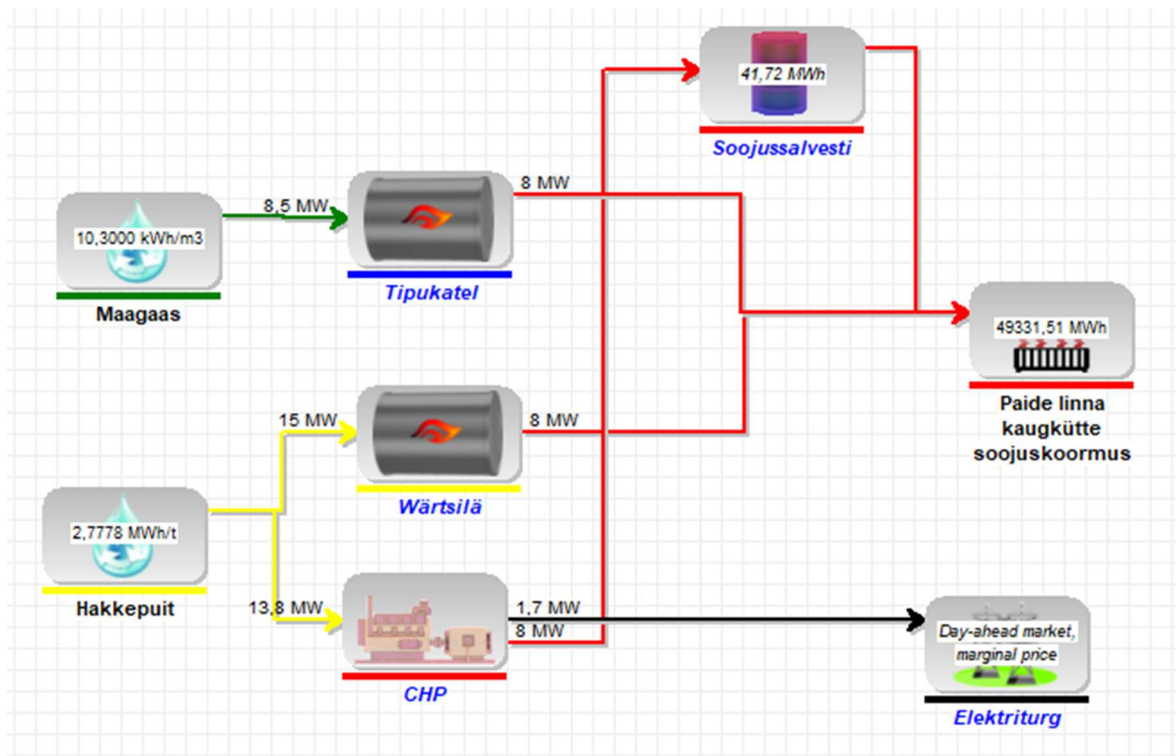 41,72 MWh
Soojussalvesti
8 MW
8,5 MW
10,3000 kWh/m3
Tipukatel
Maagaas
49331,51 MWh
Paide linna
kaugkütte
soojuskoormus
15 MW
8 MW
Wärtsilä
2,7778 MWh/t
Hakkepuit
13,8 MW
1,7 MW
8 MW
CHP
Day-ahead market,
marginal price
Elektriturg